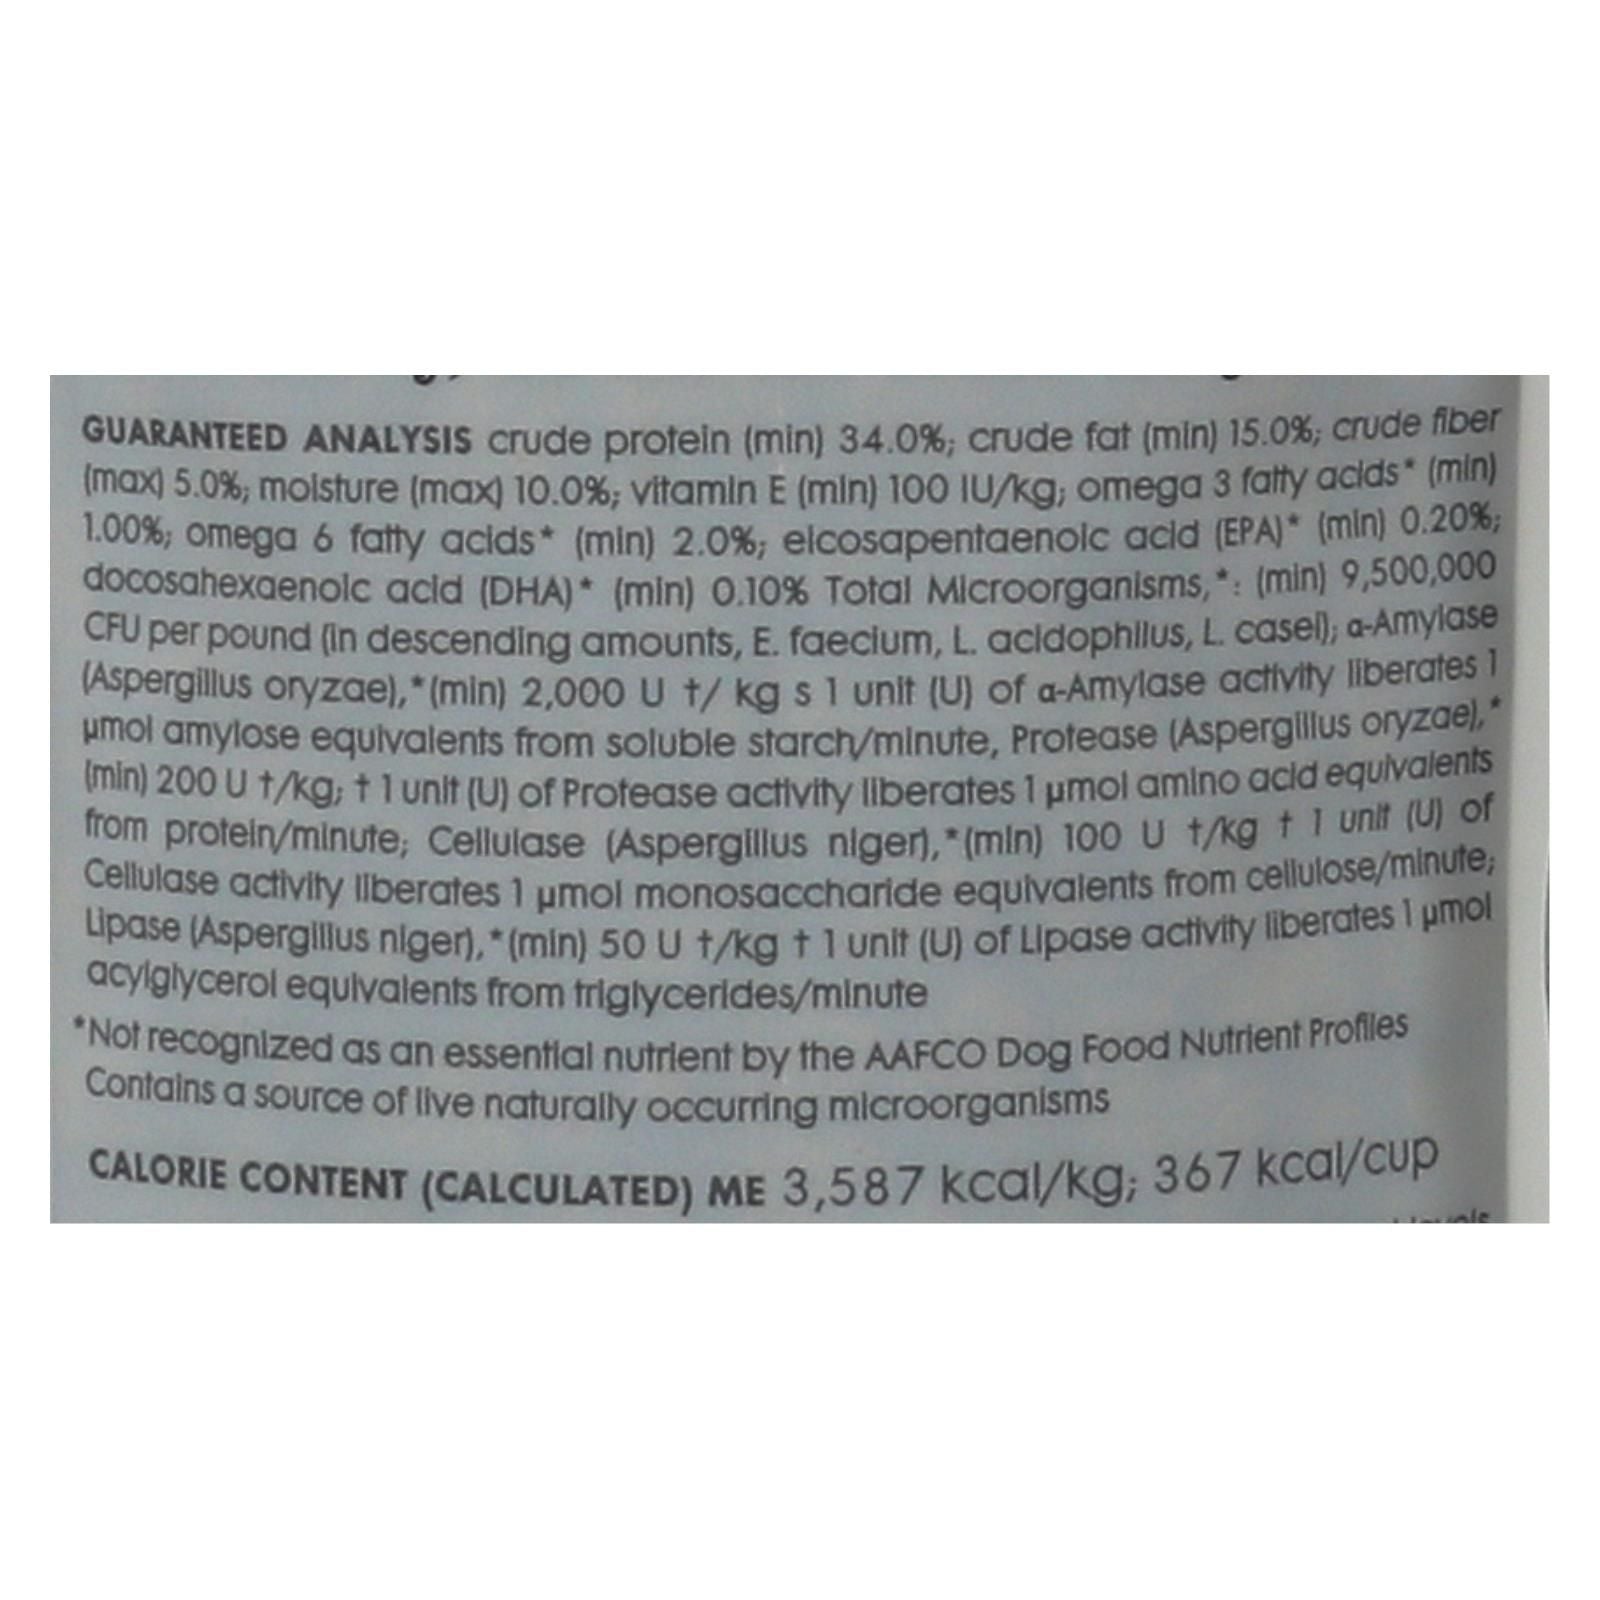 GUARANTEED ANALYSIS crude protein (min) 34.0%; crude fat (min) 15.0%; crude fiber
(max) 5.0%; moisture (max) 10.0%; vitamin E (min) 100 IU/kg; omega 3 fatty acids* (min)
1.00%; omega 6 fatty acids* (min) 2.0%; eicosapentaenoic acid (EPA)* (min) 0.20%;
docosahexaenoic acid (DHA)* (min) 0.10% Total Microorganisms,*: (min) 9,500,000
CFU per pound (in descending amounts, E. faecium, L. acidophilus, L. casei); α-Amylase
(Aspergillus oryzae),*(min) 2,000 U †/ kg s 1 unit (U) of α-Amylase activity liberates 1
µmol amylose equivalents from soluble starch/minute, Protease (Aspergillus oryzae),*
(min) 200 U †/kg; † 1 unit (U) of Protease activity liberates 1 µmol amino acid equivalents
from protein/minute; Cellulase (Aspergillus niger),*(min) 100 U †/kg † 1 unit (U) of
Cellulase activity liberates 1 µmol monosaccharide equivalents from cellulose/minute;
Lipase (Aspergillus niger),*(min) 50 U †/kg † 1 unit (U) of Lipase activity liberates 1 µmol
acylglycerol equivalents from triglycerides/minute
*Not recognized as an essential nutrient by the AAFCO Dog Food Nutrient Profiles
Contains a source of live naturally occurring microorganisms
CALORIE CONTENT (CALCULATED) ME 3,587 kcal/kg; 367 kcal/cup